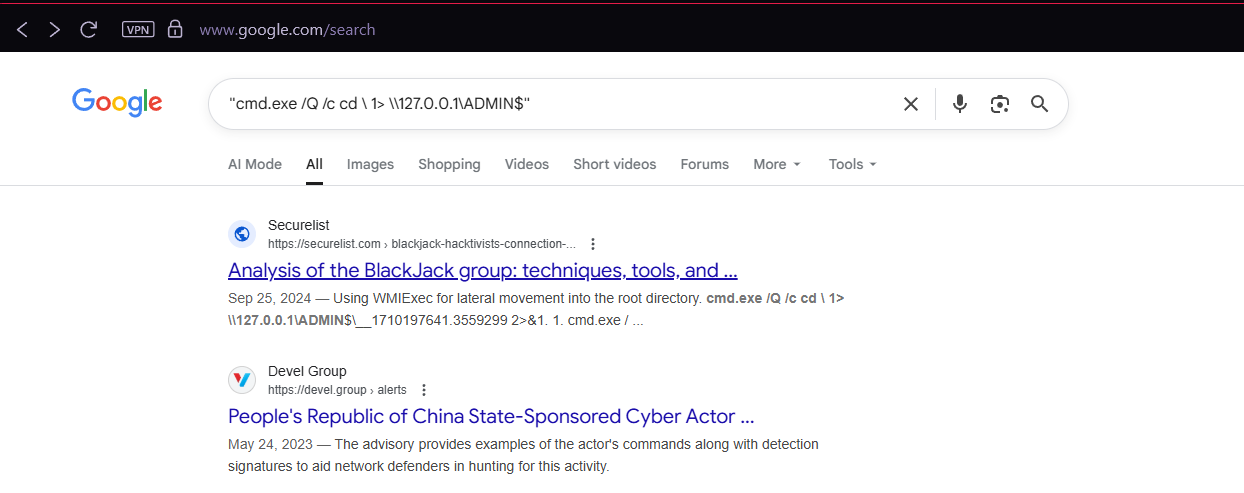 VPN www.google.com/search
Google "cmd.exe /Q /c cd \ 1> \\127.0.0.1\ADMIN$"
AI Mode All Images Shopping Videos Short videos Forums More Tools
Securelist
https://securelist.com › blackjack-hacktivists-connection-...
Analysis of the BlackJack group: techniques, tools, and ...
Sep 25, 2024 — Using WMIExec for lateral movement into the root directory. cmd.exe /Q /c cd \ 1>
\\127.0.0.1\ADMIN$\__1710197641.3559299 2>&1. 1. cmd.exe / ...
Devel Group
https://devel.group › alerts
People's Republic of China State-Sponsored Cyber Actor ...
May 24, 2023 — The advisory provides examples of the actor's commands along with detection
signatures to aid network defenders in hunting for this activity.